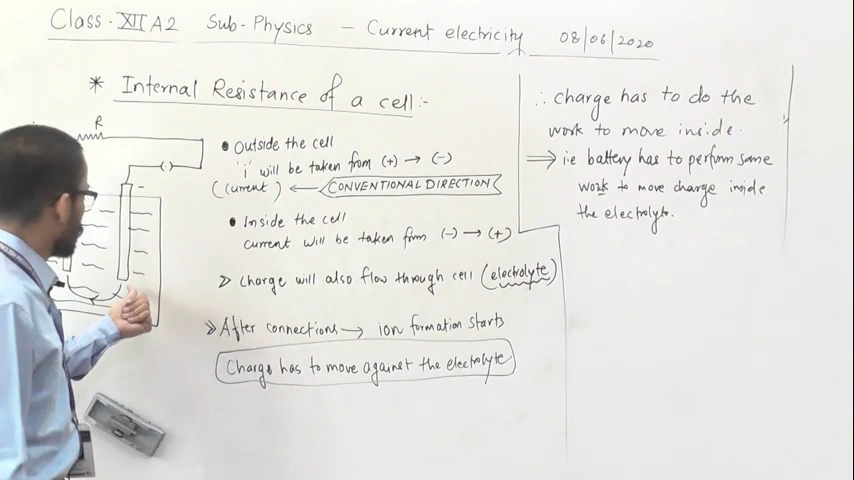 Class-XII A2 Sub-Physics - Current electricity 08/06/2020
* Internal Resistance of a cell:-
R
• Outside the cell
'i' will be taken from (+) → (-)
(current) ← CONVENTIONAL DIRECTION
• Inside the cell
current will be taken from (-) → (+)
> Charge will also flow through cell (electrolyte)
» After connections → ion formation starts
Charge has to move against the electrolyte
∴ Charge has to do the
work to move inside.
⇒ ie battery has to perform some
work to move charge inside
the electrolyte.